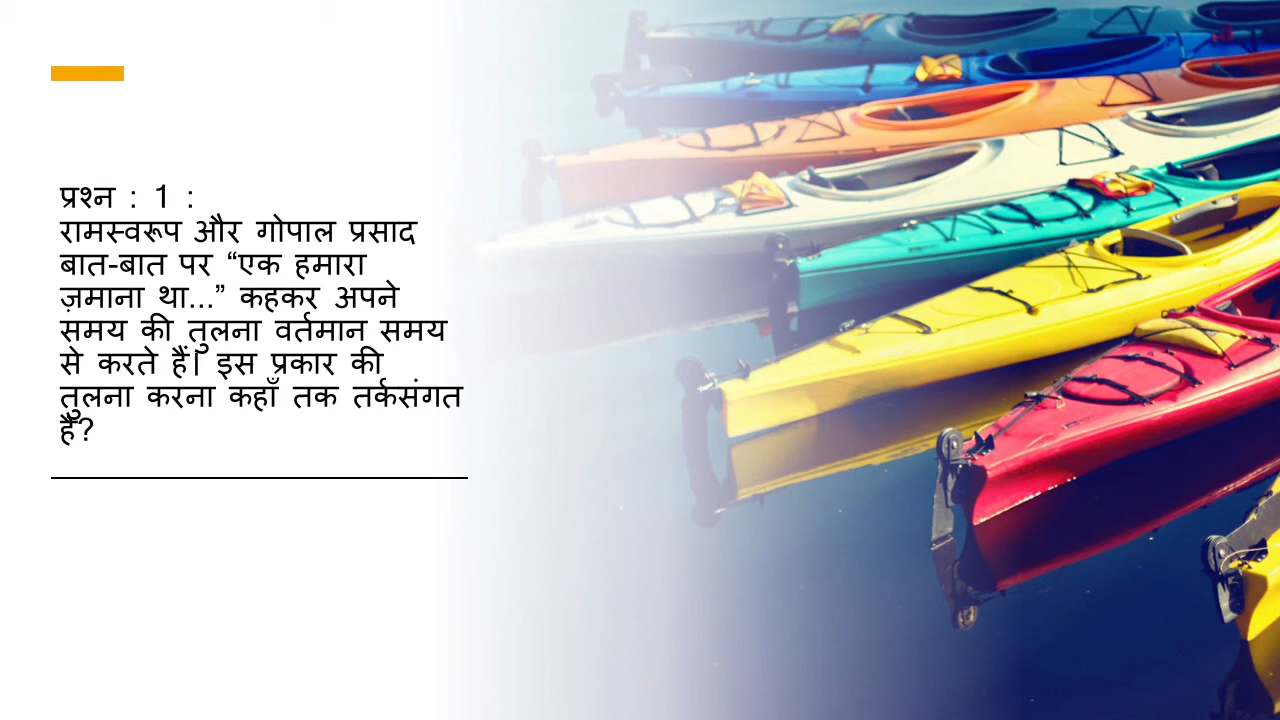 प्रश्न : 1 :
रामस्वरूप और गोपाल प्रसाद
बात-बात पर “एक हमारा
ज़माना था...” कहकर अपने
समय की तुलना वर्तमान समय
से करते हैं। इस प्रकार की
तुलना करना कहाँ तक तर्कसंगत
है?